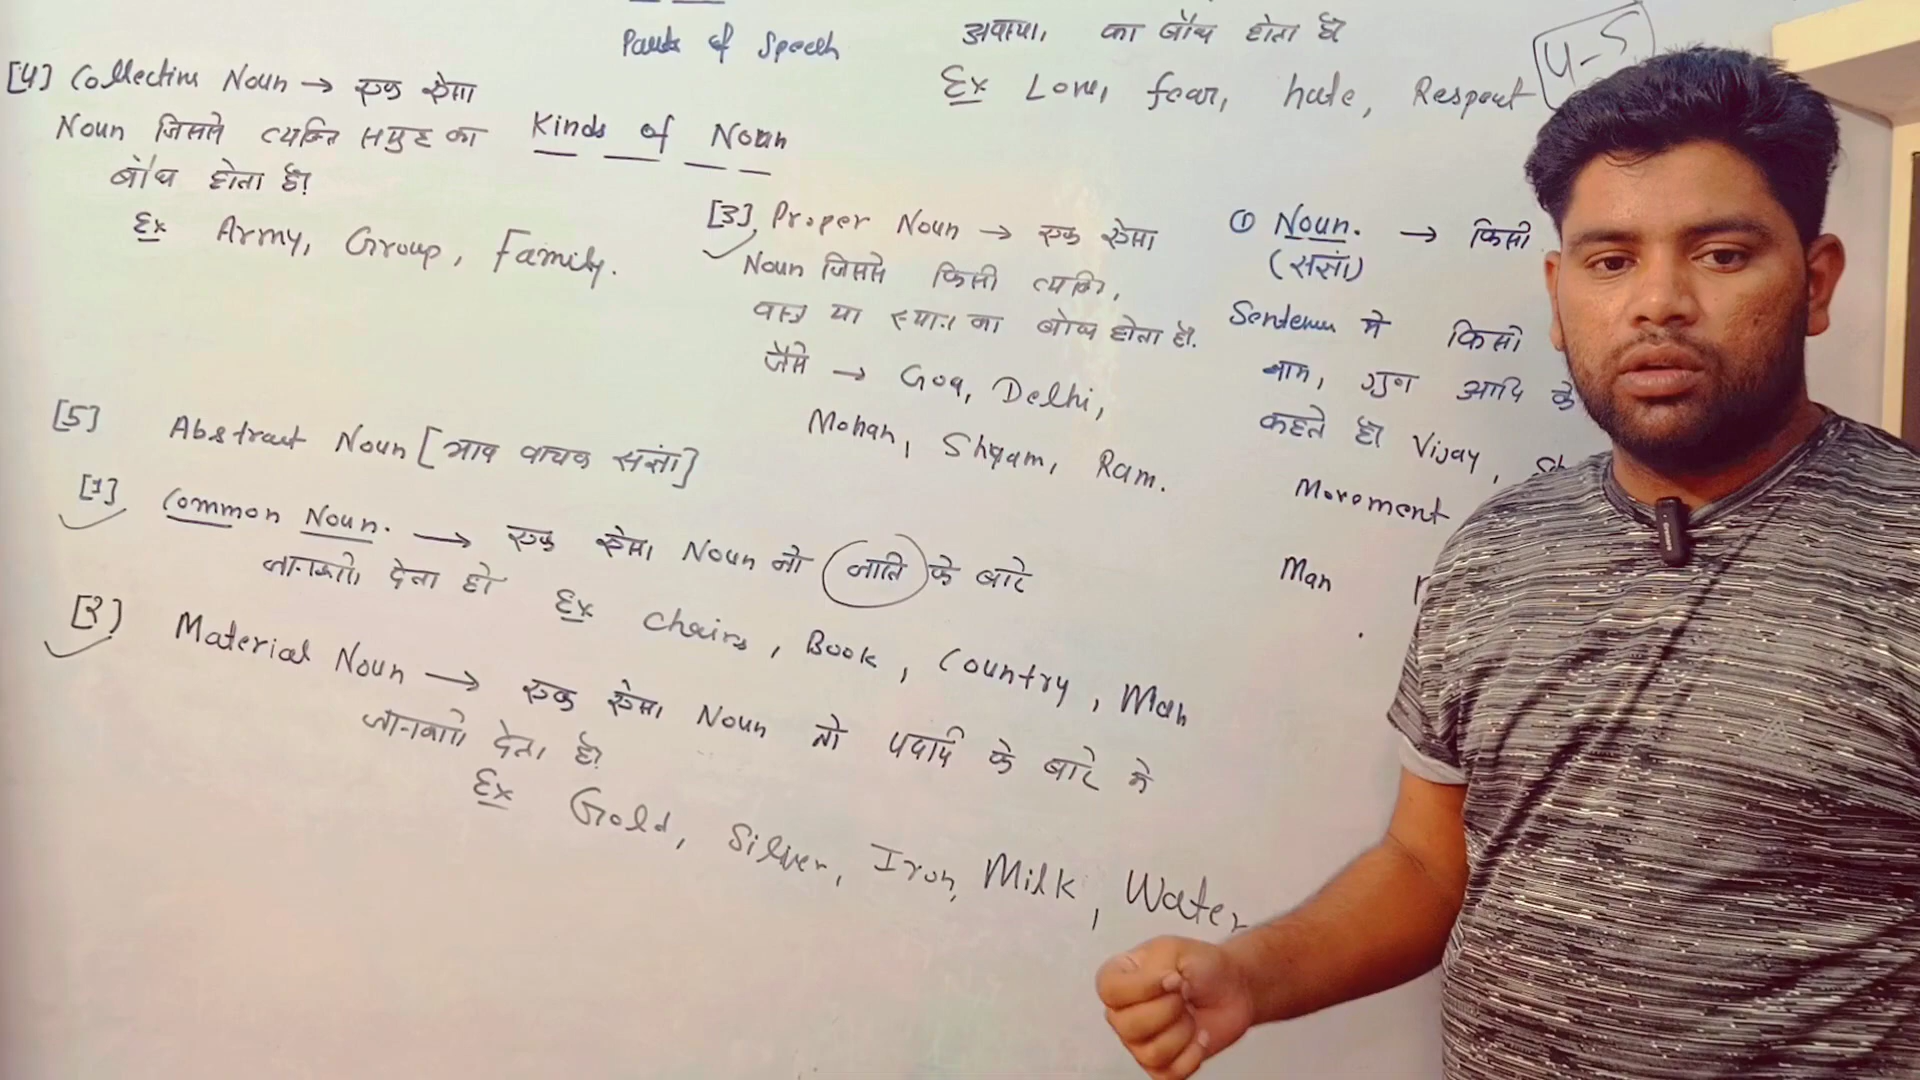 Parts of Speech
अवस्था का बोध होता है
Ex Love, fear, hate, Respect
4-5
[4] Collective Noun → एक ऐसा
Noun जिससे व्यक्ति समुह का
बोध होता है।
Ex Army, Group, Family.
Kinds of Noun
[3] Proper Noun → एक ऐसा
Noun जिससे किसी व्यक्ति,
वस्तु या स्थान का बोध होता है.
जैसे → Goa, Delhi,
Mohan, Shyam, Ram.
① Noun. → किसी
(संज्ञा)
Sentence मे किसी
नाम, गुण आदि के
कहते है। Vijay,
Movement
Man
[5] Abstract Noun [भाव वाचक संज्ञा]
[1] Common Noun. → एक ऐसा Noun जो जाति के बारे
जानकारी देता हो Ex Chairs, Book, Country, Man
[2] Material Noun → एक ऐसा Noun जो पदार्थ के बारे मे
जानकारी देता है।
Ex Gold, Silver, Iron, Milk, Water